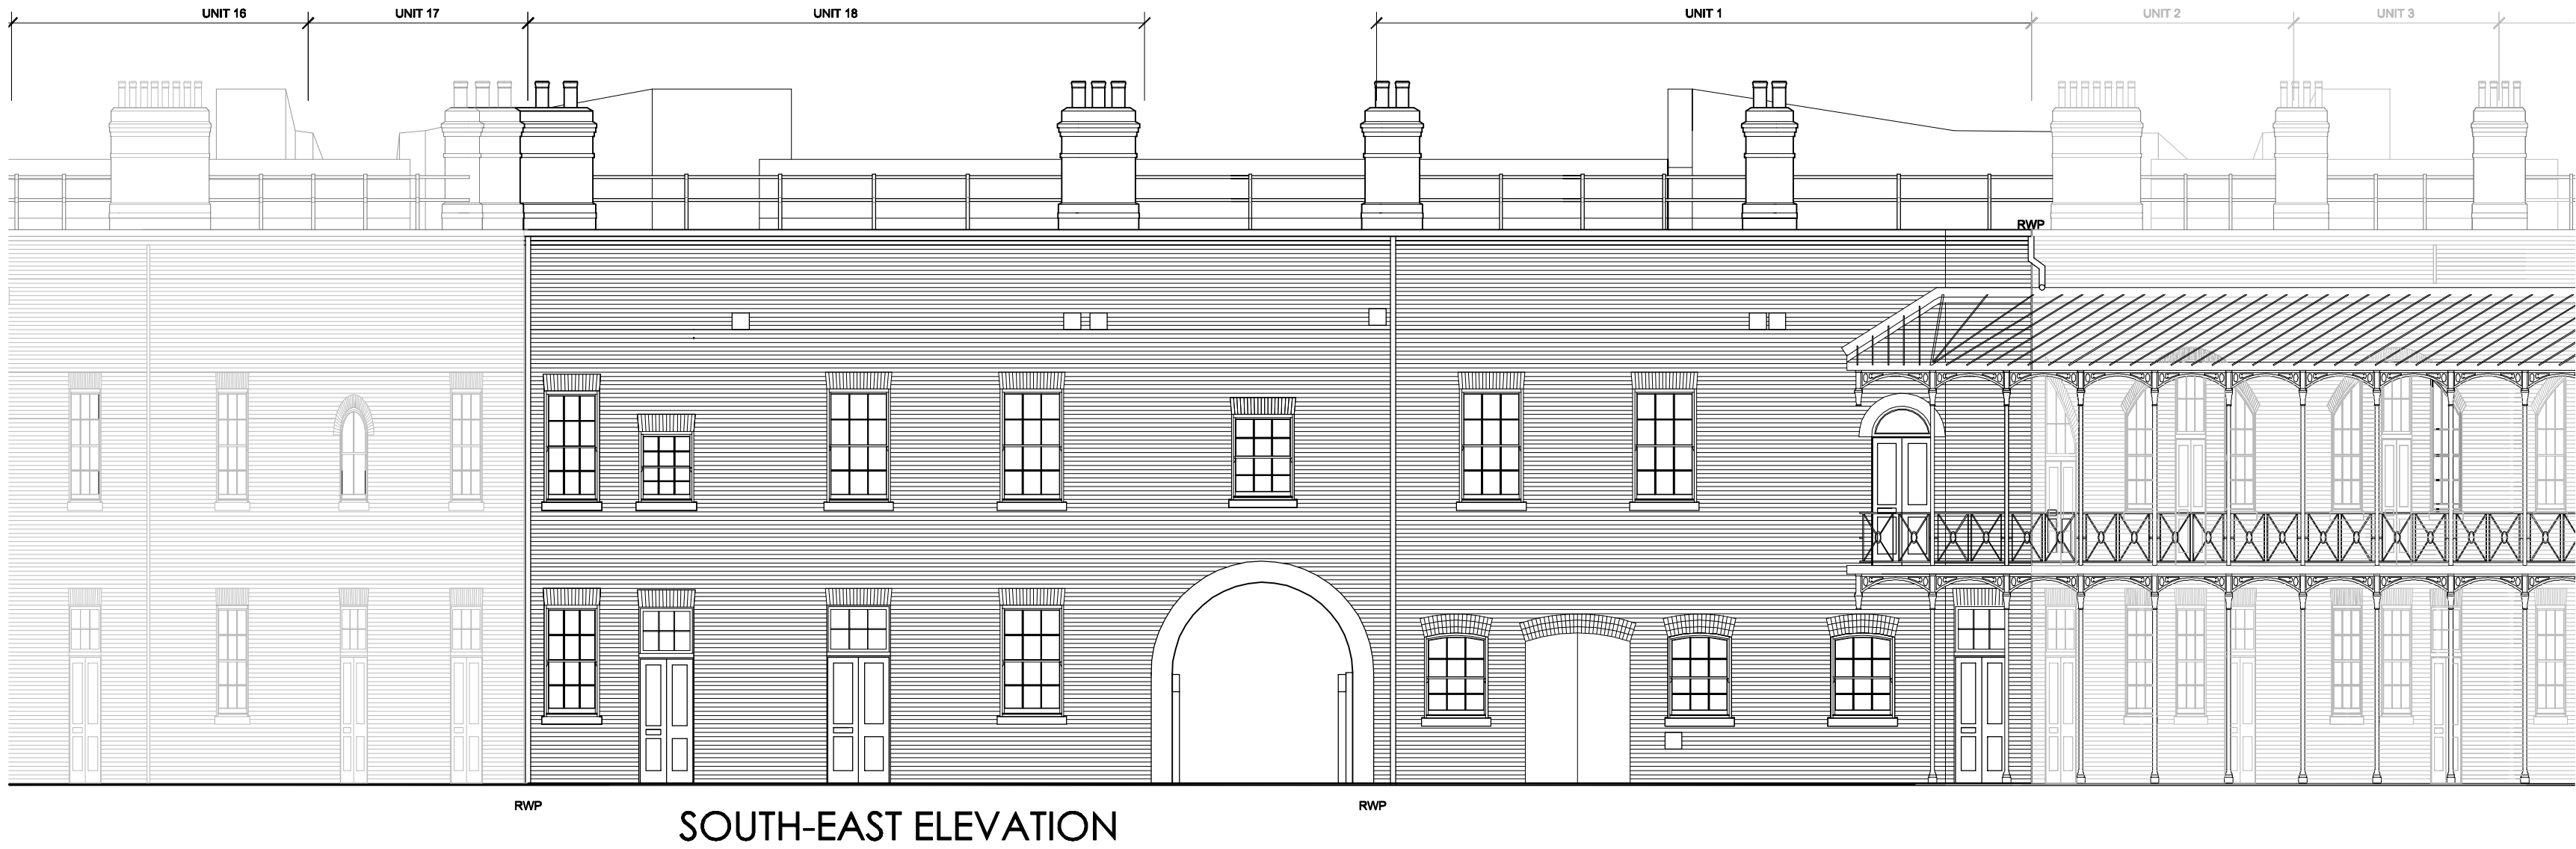 UNIT 16 UNIT 17 UNIT 18 UNIT 1 UNIT 2 UNIT 3
RWP
RWP RWP
SOUTH-EAST ELEVATION